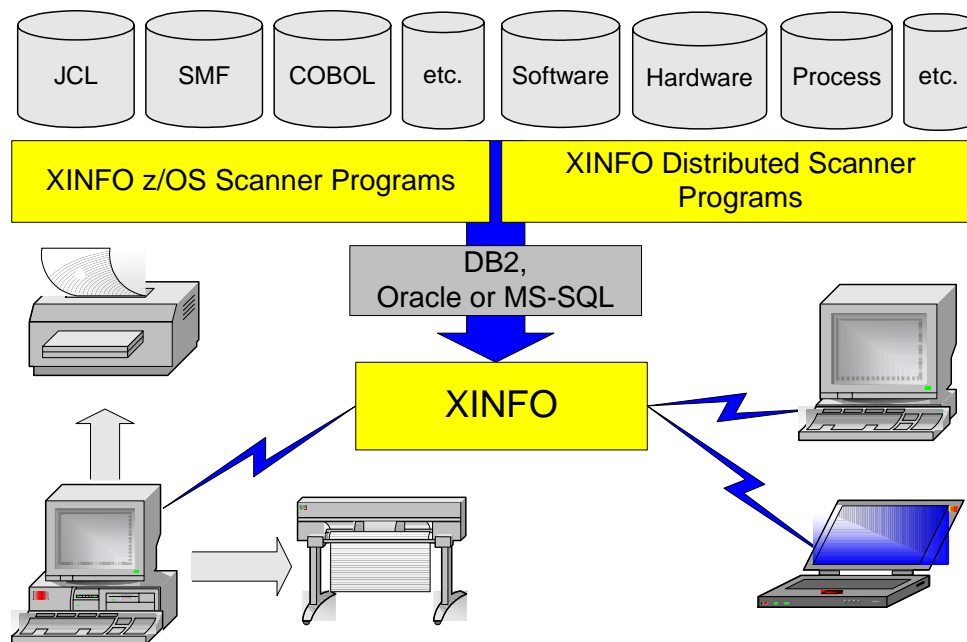 JCL
SMF
COBOL
etc.
Software
Hardware
Process
etc.
XINFO z/OS Scanner Programs
XINFO Distributed Scanner
Programs
DB2,
Oracle or MS-SQL
XINFO